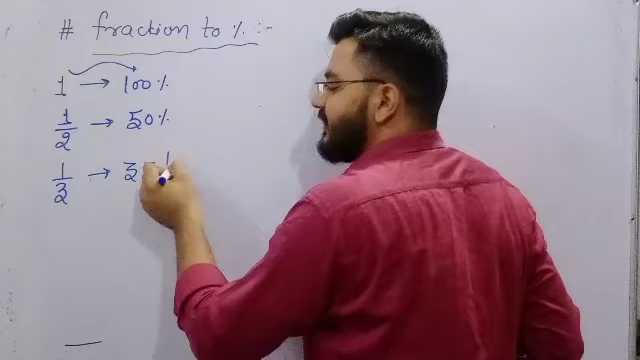 # fraction to % :-
1 → 100%
1/2 → 50%
1/3 → 3